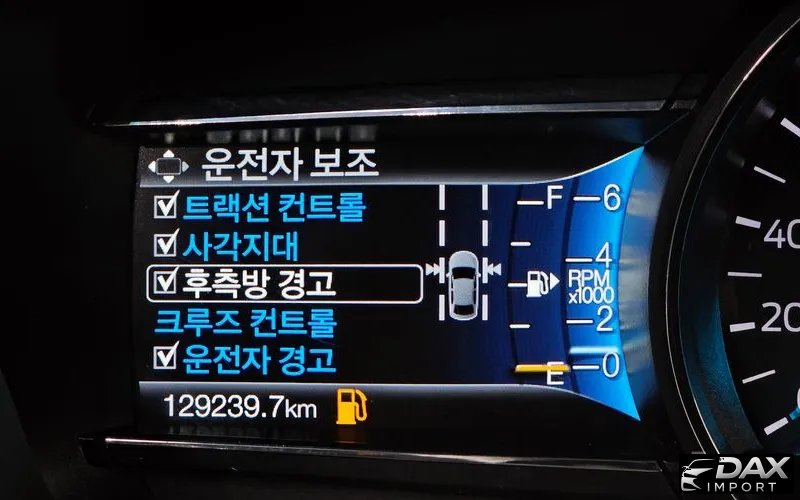 운전자 보조
트랙션 컨트롤
사각지대
후측방 경고
크루즈 컨트롤
운전자 경고
129239.7km
F
E
6
4
RPM
x1000
2
0
40
20
DAX
IMPORT